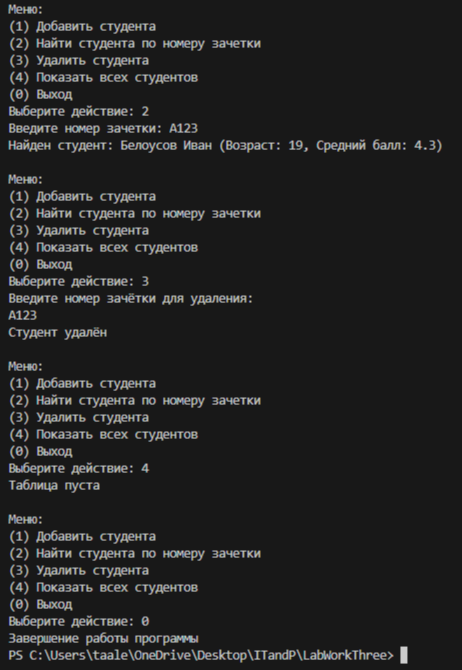 Меню:
(1) Добавить студента
(2) Найти студента по номеру зачетки
(3) Удалить студента
(4) Показать всех студентов
(0) Выход
Выберите действие: 2
Введите номер зачетки: A123
Найден студент: Белоусов Иван (Возраст: 19, Средний балл: 4.3)
Меню:
(1) Добавить студента
(2) Найти студента по номеру зачетки
(3) Удалить студента
(4) Показать всех студентов
(0) Выход
Выберите действие: 3
Введите номер зачётки для удаления:
A123
Студент удалён
Меню:
(1) Добавить студента
(2) Найти студента по номеру зачетки
(3) Удалить студента
(4) Показать всех студентов
(0) Выход
Выберите действие: 4
Таблица пуста
Меню:
(1) Добавить студента
(2) Найти студента по номеру зачетки
(3) Удалить студента
(4) Показать всех студентов
(0) Выход
Выберите действие: 0
Завершение работы программы
PS C:\Users\taale\OneDrive\Desktop\ITandP\LabWorkThree>